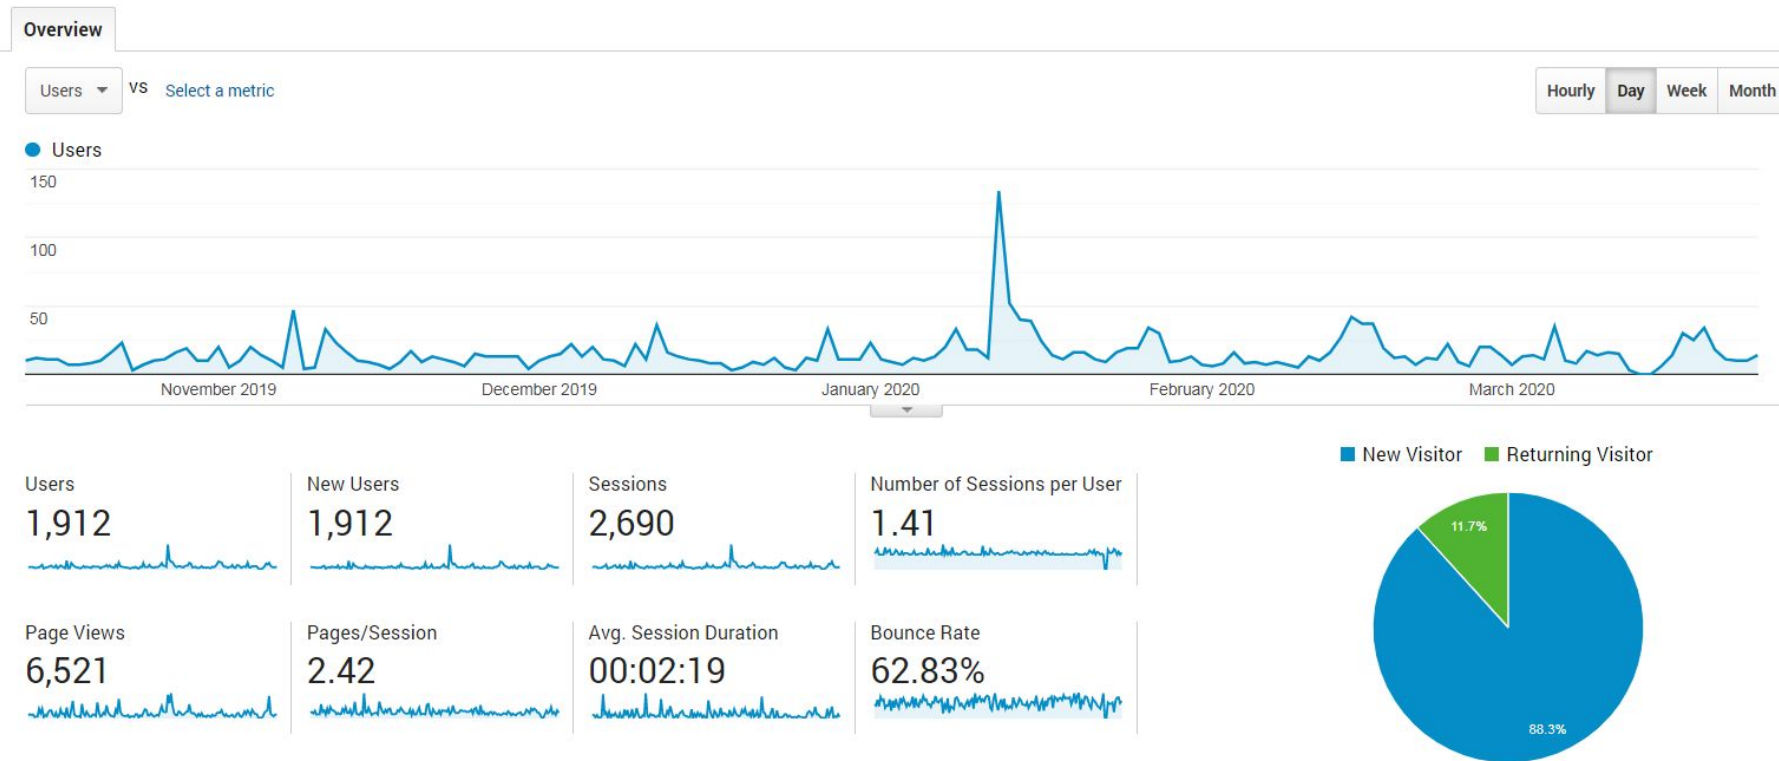 Overview
Users vs Select a metric
Hourly Day Week Month
Users
150
100
50
November 2019 December 2019 January 2020 February 2020 March 2020
New Visitor Returning Visitor
Users New Users Sessions Number of Sessions per User
1,912 1,912 2,690 1.41
11.7%
Page Views Pages/Session Avg. Session Duration Bounce Rate
6,521 2.42 00:02:19 62.83%
88.3%